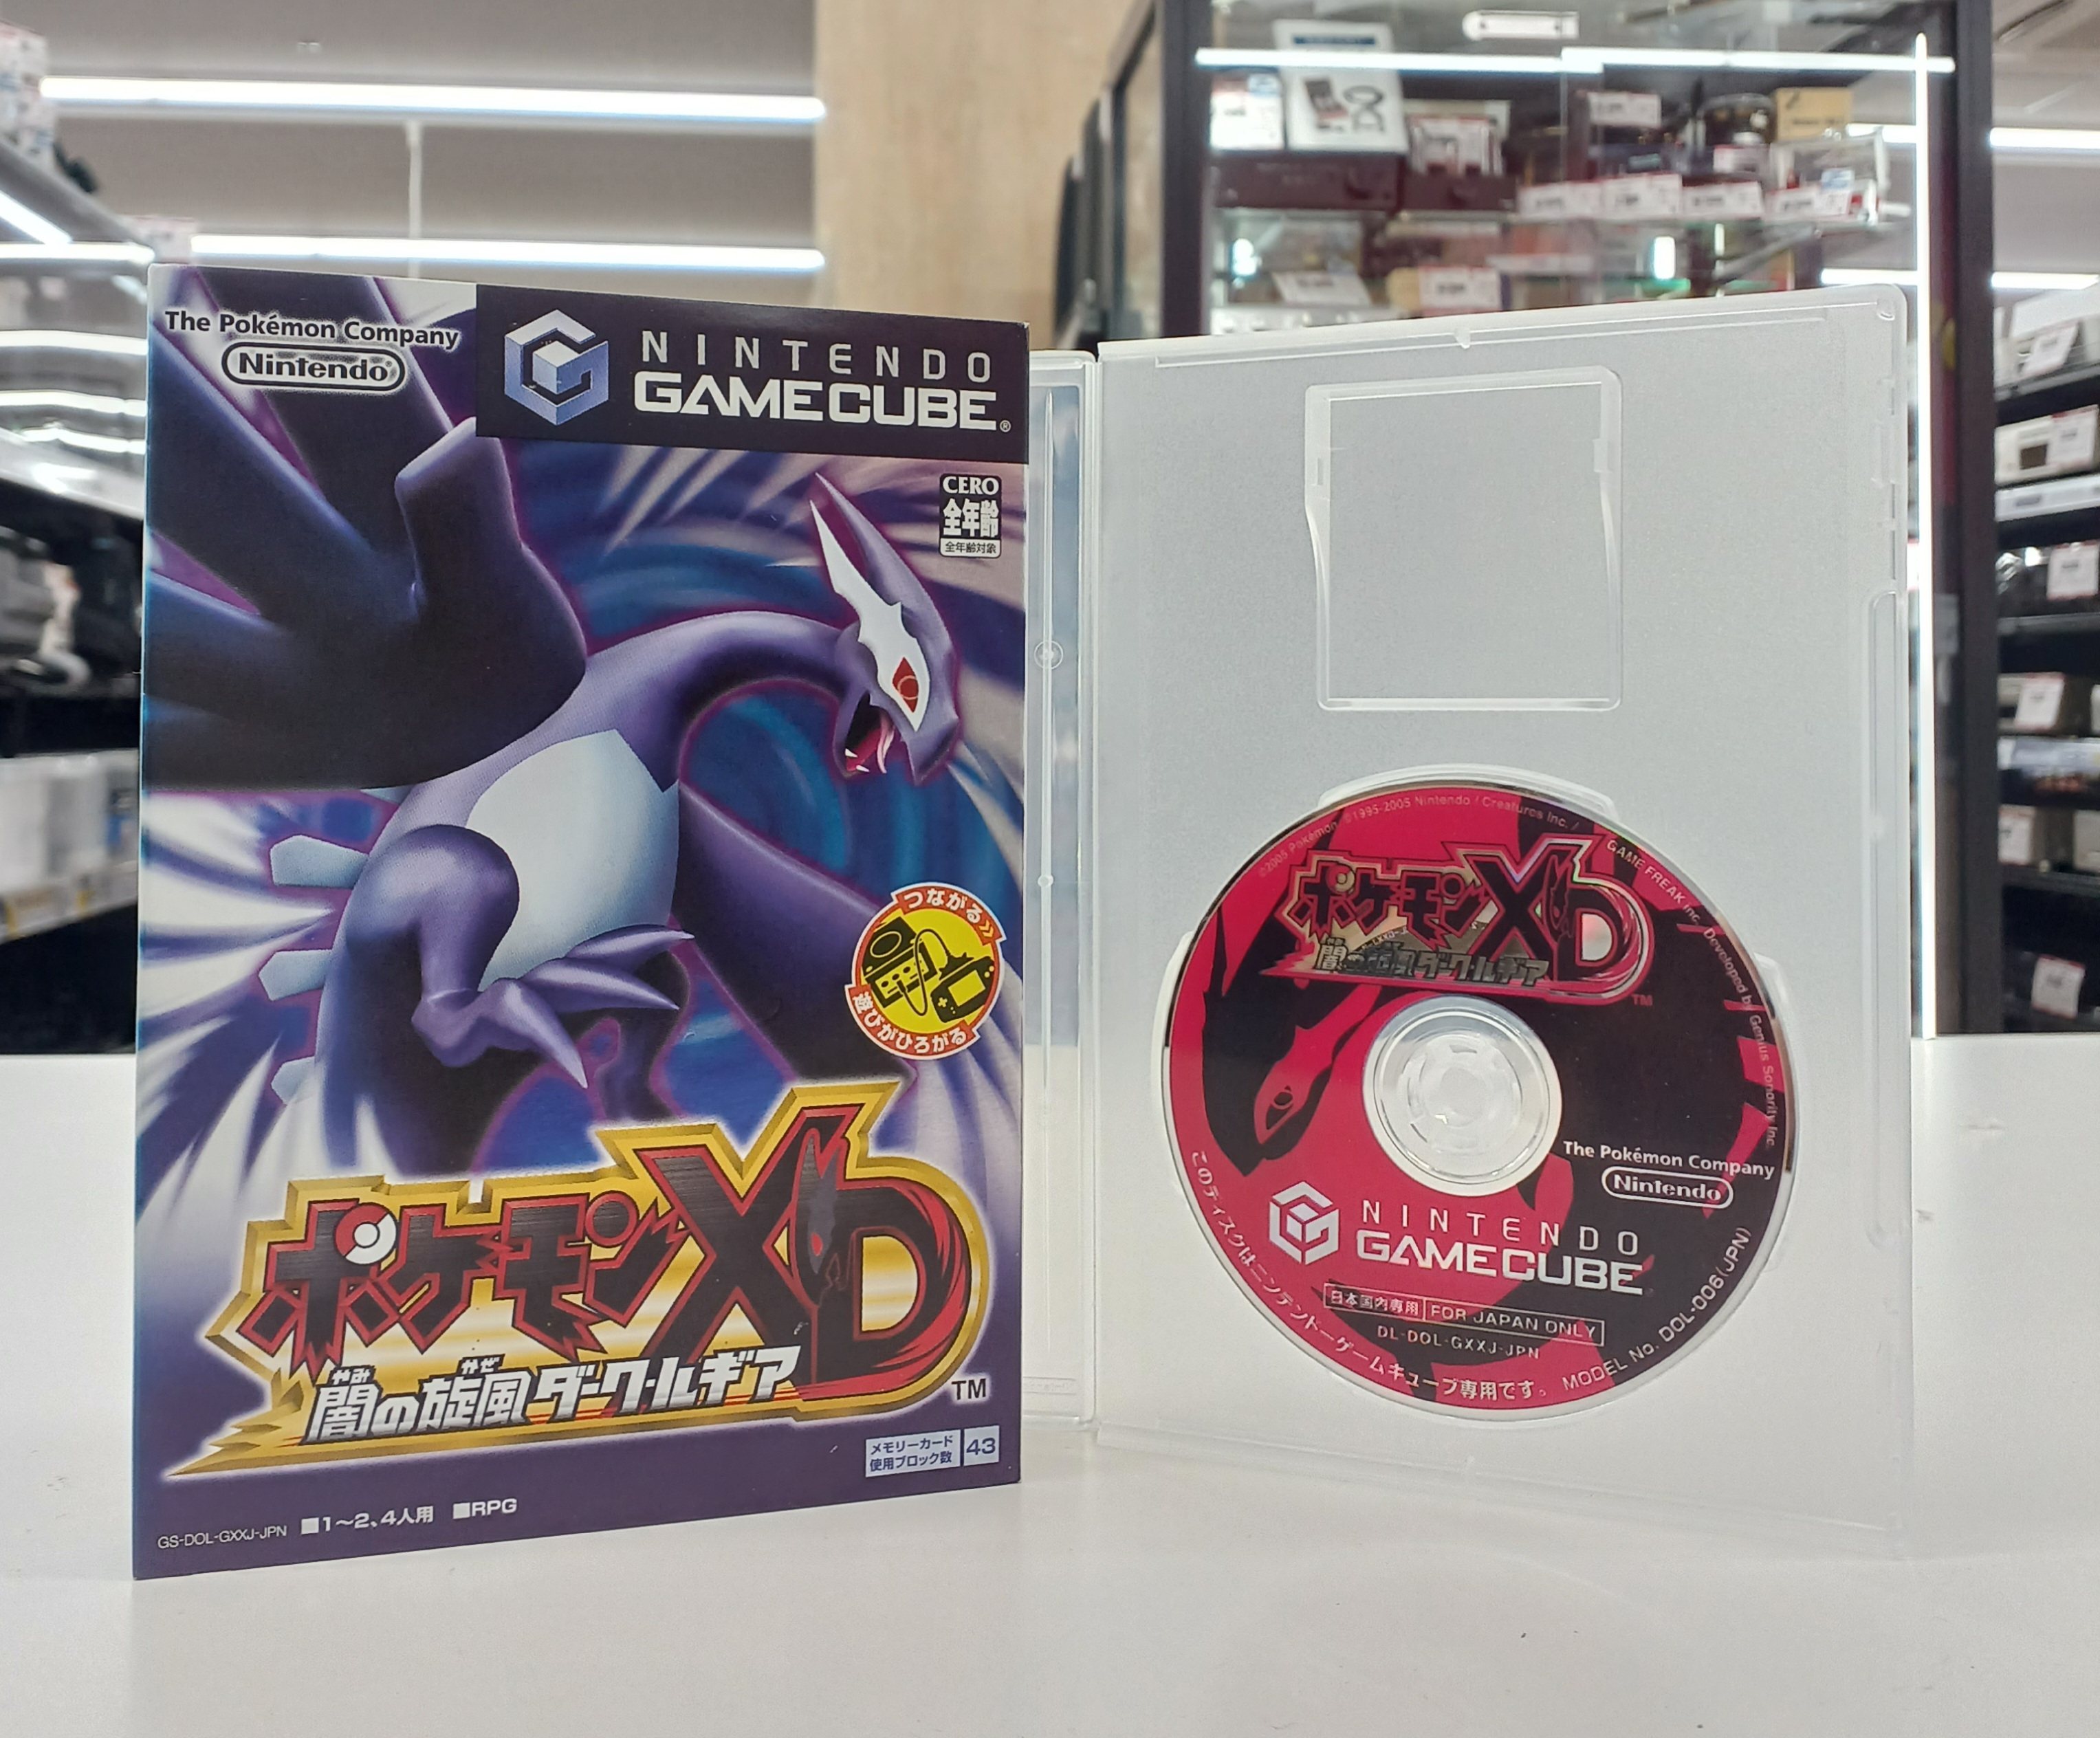 The Pokémon Company
Nintendo®
NINTENDO
GAMECUBE®
CERO
全年齢
全年齢対象
つながる》
遊びがひろがる
ポケモンXD
やみ かぜ
闇の旋風ダーク・ルギア
TM
メモリーカード
使用ブロック数 43
GS-DOL-GXXJ-JPN ■1〜2、4人用 ■RPG
©2005 Pokémon ©1995-2005 Nintendo / Creatures Inc. /
GAME FREAK inc. Developed by Genius Sonority Inc.
ポケモンXD
闇の旋風ダーク・ルギア
TM
The Pokémon Company
Nintendo
NINTENDO
GAMECUBE
日本国内専用 FOR JAPAN ONLY
DL-DOL-GXXJ-JPN
このディスクはニンテンドーゲームキューブ専用です。 MODEL No. DOL-006(JPN)